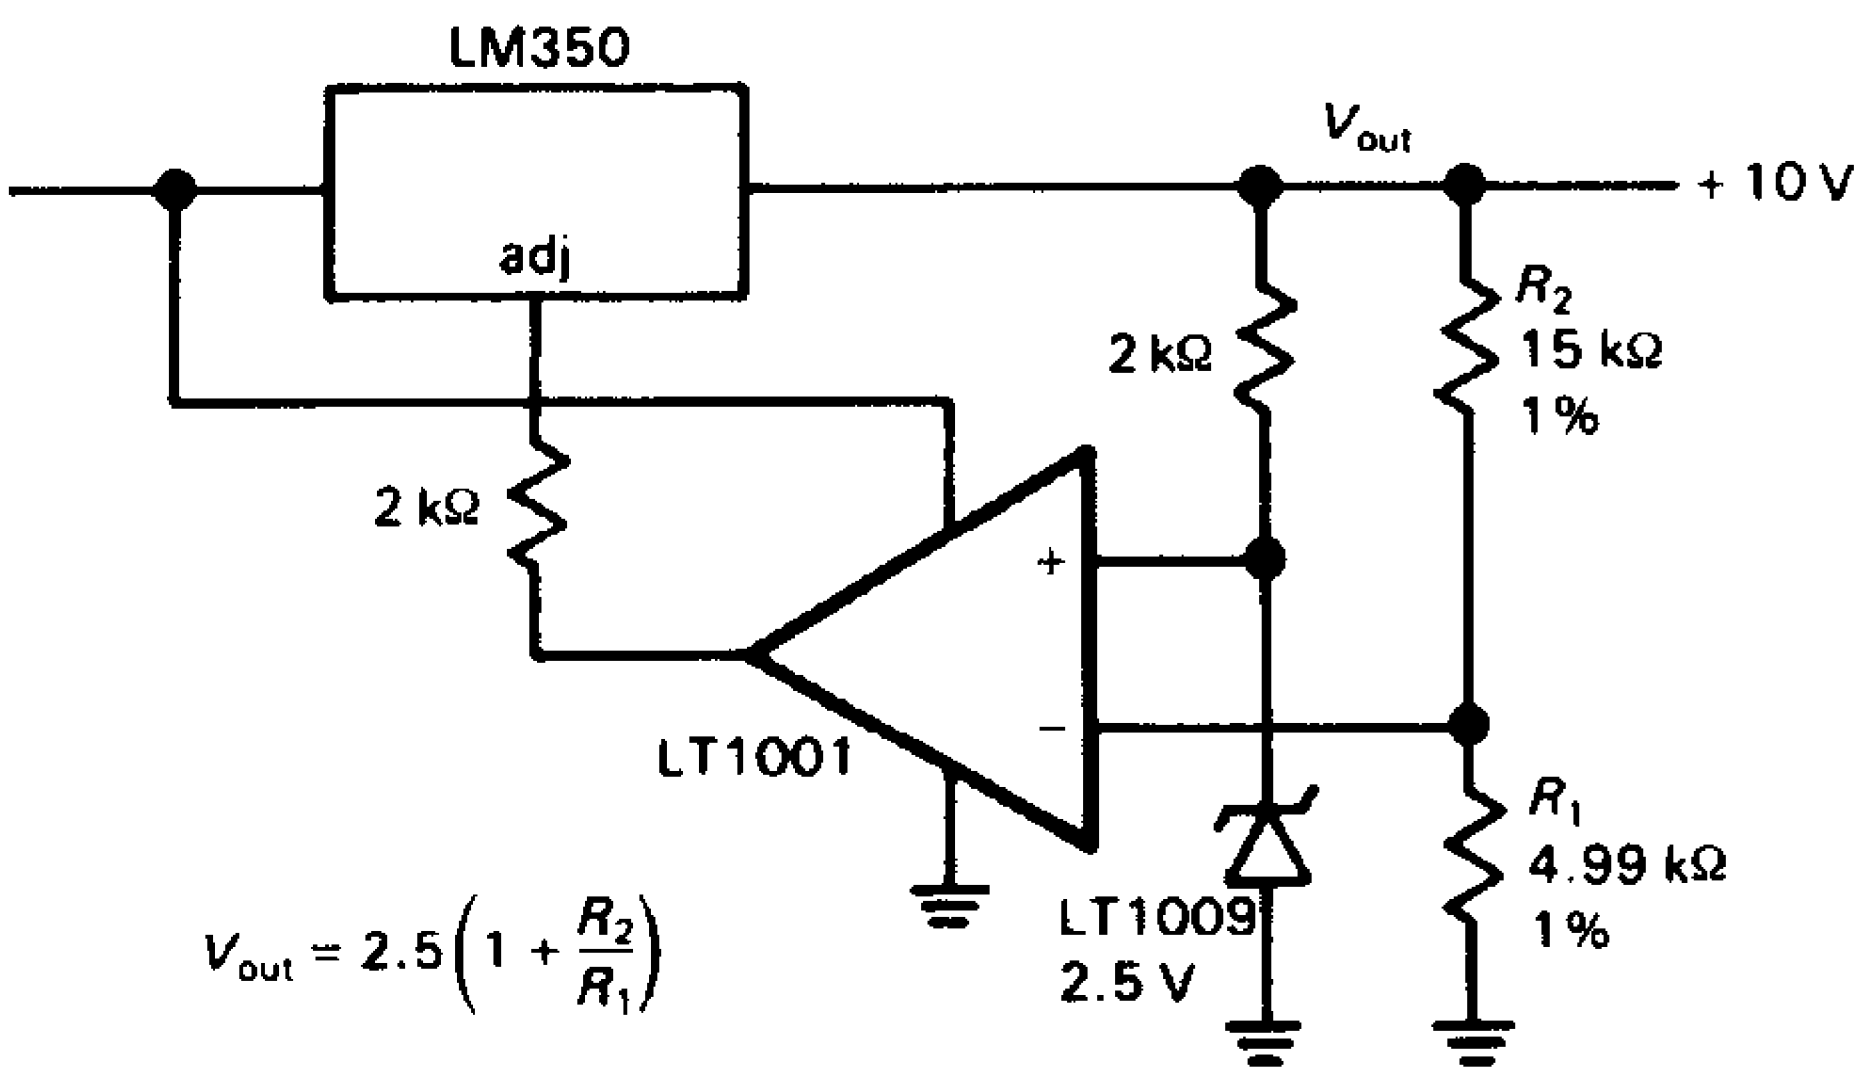 LM350
V_out
+ 10 V
adj
R_2
15 kΩ
1%
2 kΩ
2 kΩ
+
−
LT1001
R_1
4.99 kΩ
1%
LT1009
2.5 V
V_out = 2.5(1 + R_2/R_1)